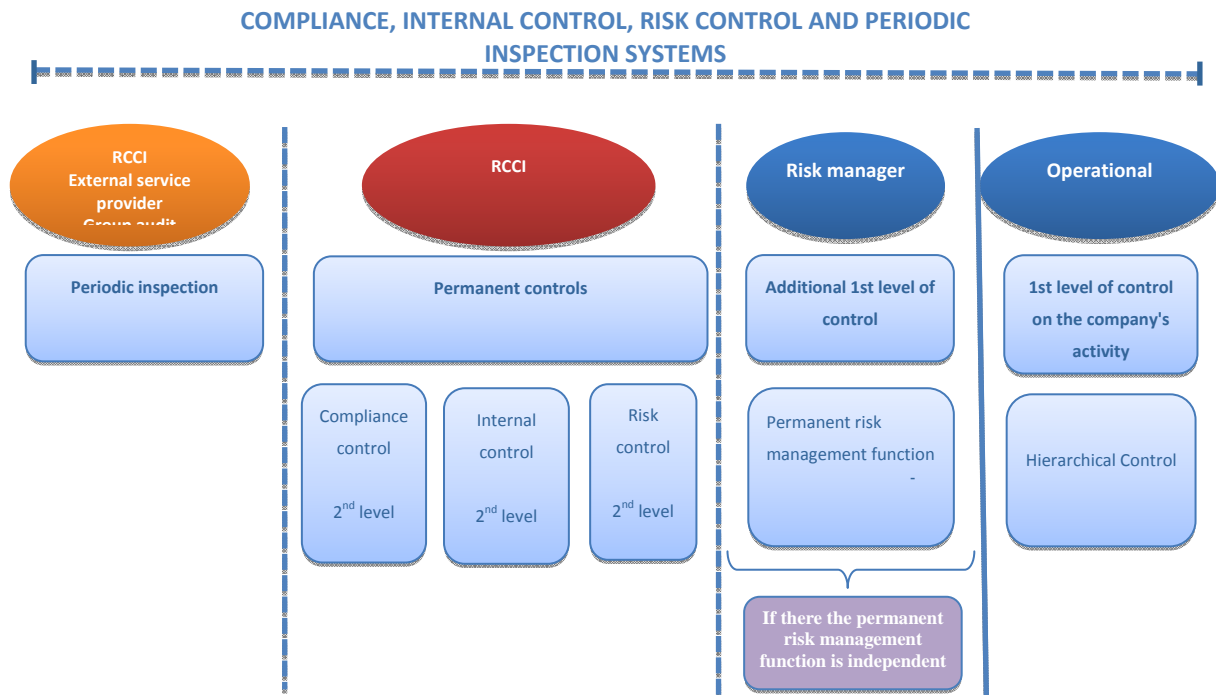 COMPLIANCE, INTERNAL CONTROL, RISK CONTROL AND PERIODIC
INSPECTION SYSTEMS
RCCI
External service
provider
Group audit
Periodic inspection
RCCI
Permanent controls
Compliance
control
2nd level
Internal
control
2nd level
Risk
control
2nd level
Risk manager
Additional 1st level of
control
Permanent risk
management function
-
If there the permanent
risk management
function is independent
Operational
1st level of control
on the company's
activity
Hierarchical Control